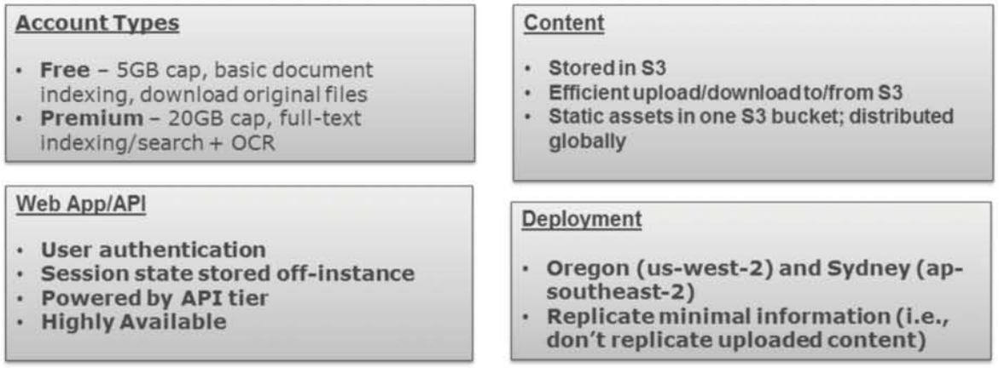 Account Types
• Free – 5GB cap, basic document
indexing, download original files
• Premium – 20GB cap, full-text
indexing/search + OCR
Web App/API
• User authentication
• Session state stored off-instance
• Powered by API tier
• Highly Available
Content
• Stored in S3
• Efficient upload/download to/from S3
• Static assets in one S3 bucket; distributed
globally
Deployment
• Oregon (us-west-2) and Sydney (ap-
southeast-2)
• Replicate minimal information (i.e.,
don't replicate uploaded content)